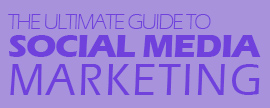 THE ULTIMATE GUIDE TO
SOCIAL MEDIA
MARKETING